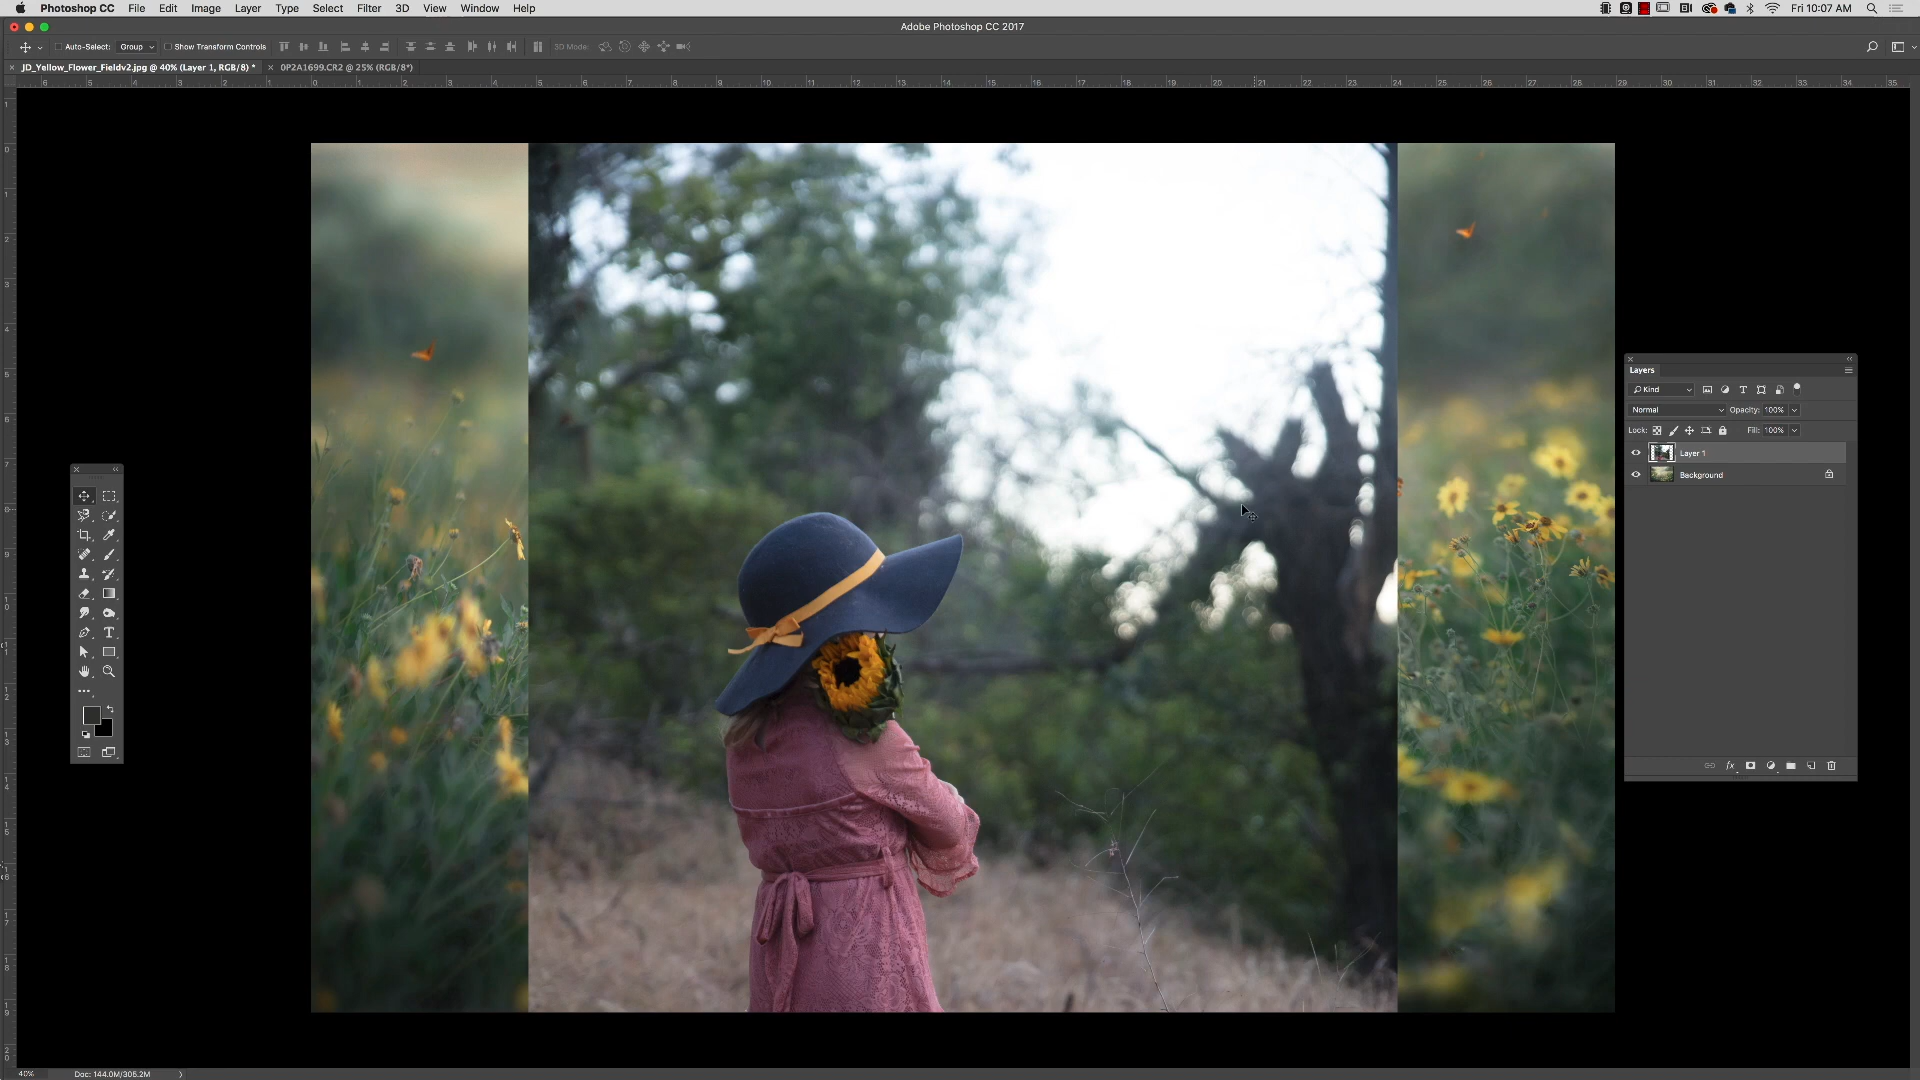 Photoshop CC File Edit Image Layer Type Select Filter 3D View Window Help Fri 10:07 AM
Adobe Photoshop CC 2017
Auto-Select: Group Show Transform Controls 3D Mode:
JD_Yellow_Flower_Fieldv2.jpg @ 40% (Layer 1, RGB/8) * 0P2A1699.CR2 @ 25% (RGB/8*)
Layers
Kind
Normal Opacity: 100%
Lock: Fill: 100%
Layer 1
Background
40% Doc: 144.0M/305.2M